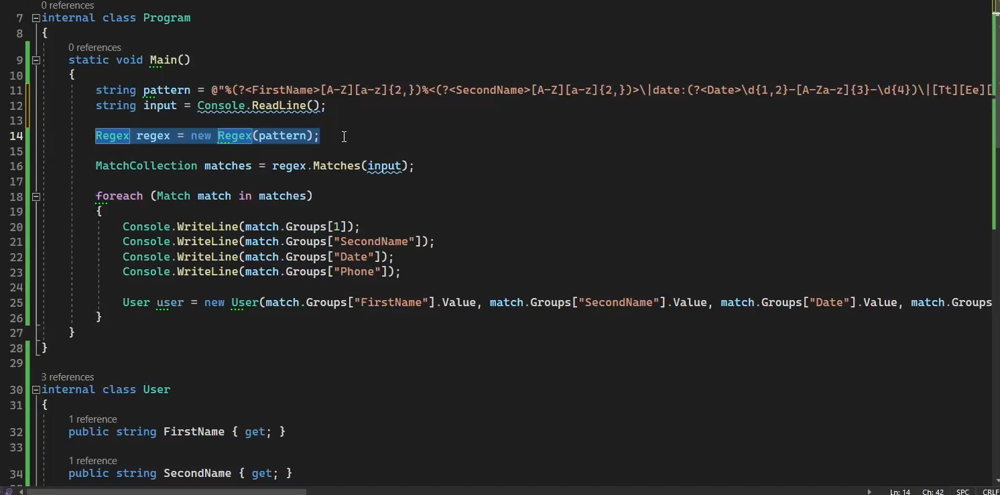 0 references
7 internal class Program
8 {
0 references
9 static void Main()
10 {
11 string pattern = @"%(?<FirstName>[A-Z][a-z]{2,})%<(?<SecondName>[A-Z][a-z]{2,})>\|date:(?<Date>\d{1,2}-[A-Za-z]{3}-\d{4})\|[Tt][Ee][
12 string input = Console.ReadLine();
13
14 Regex regex = new Regex(pattern);
15
16 MatchCollection matches = regex.Matches(input);
17
18 foreach (Match match in matches)
19 {
20 Console.WriteLine(match.Groups[1]);
21 Console.WriteLine(match.Groups["SecondName"]);
22 Console.WriteLine(match.Groups["Date"]);
23 Console.WriteLine(match.Groups["Phone"]);
24
25 User user = new User(match.Groups["FirstName"].Value, match.Groups["SecondName"].Value, match.Groups["Date"].Value, match.Groups
26 }
27 }
28 }
29
3 references
30 internal class User
31 {
1 reference
32 public string FirstName { get; }
33
1 reference
34 public string SecondName { get; }
Ln: 14 Ch: 42 SPC CRLF